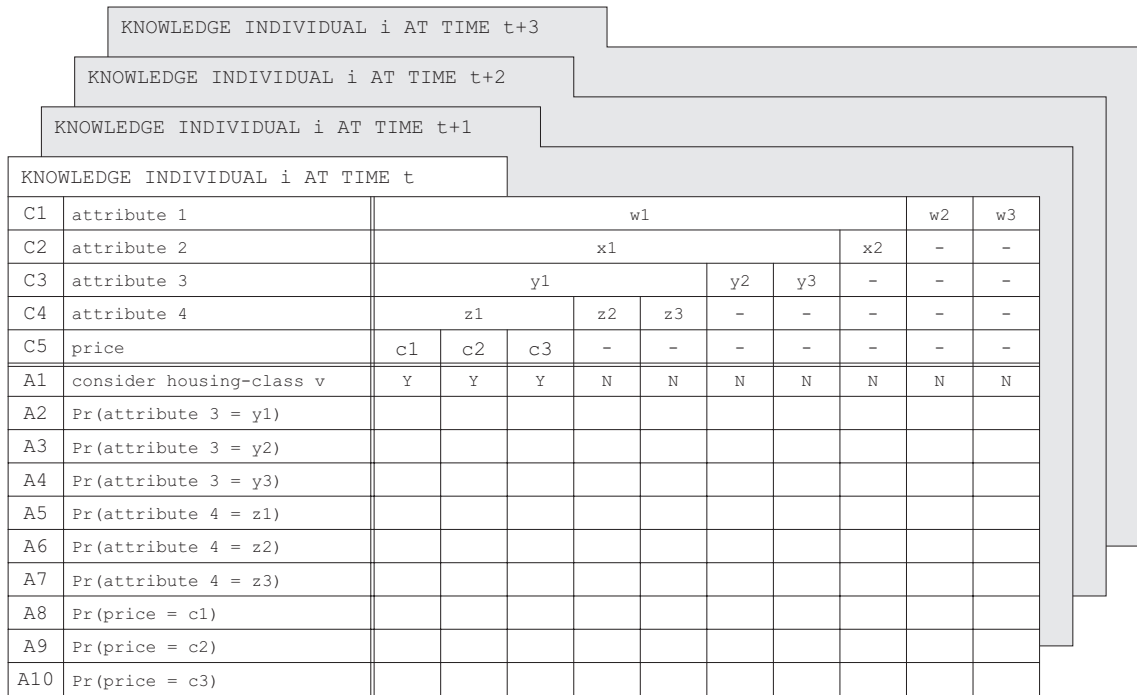 KNOWLEDGE INDIVIDUAL i AT TIME t+3
KNOWLEDGE INDIVIDUAL i AT TIME t+2
KNOWLEDGE INDIVIDUAL i AT TIME t+1
KNOWLEDGE INDIVIDUAL i AT TIME t
C1 attribute 1 w1 w2 w3
C2 attribute 2 x1 x2 - -
C3 attribute 3 y1 y2 y3 - - -
C4 attribute 4 z1 z2 z3 - - - - -
C5 price c1 c2 c3 - - - - - - -
A1 consider housing-class v Y Y Y N N N N N N N
A2 Pr(attribute 3 = y1)
A3 Pr(attribute 3 = y2)
A4 Pr(attribute 3 = y3)
A5 Pr(attribute 4 = z1)
A6 Pr(attribute 4 = z2)
A7 Pr(attribute 4 = z3)
A8 Pr(price = c1)
A9 Pr(price = c2)
A10 Pr(price = c3)